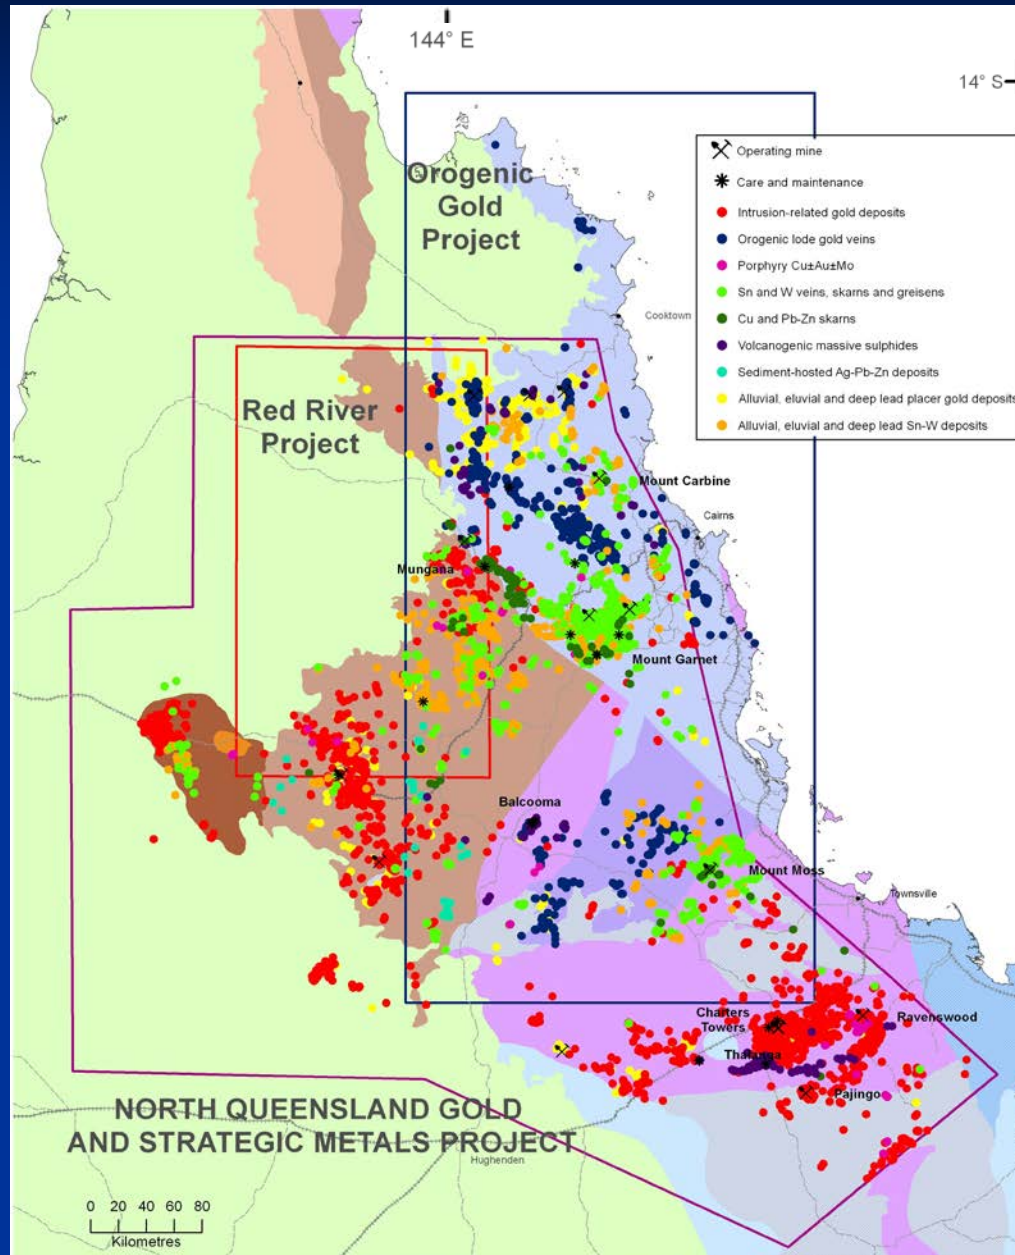 144° E
14° S
Orogenic
Gold
Project
Operating mine
Care and maintenance
Intrusion-related gold deposits
Orogenic lode gold veins
Porphyry Cu±Au±Mo
Sn and W veins, skarns and greisens
Cu and Pb-Zn skarns
Volcanogenic massive sulphides
Sediment-hosted Ag-Pb-Zn deposits
Alluvial, eluvial and deep lead placer gold deposits
Alluvial, eluvial and deep lead Sn-W deposits
Cooktown
Red River
Project
Mount Carbine
Cairns
Mungana
Mount Garnet
Balcooma
Mount Moss
Townsville
Charters
Towers
Ravenswood
Thalanga
Pajingo
NORTH QUEENSLAND GOLD
AND STRATEGIC METALS PROJECT
Hughenden
0 20 40 60 80
Kilometres